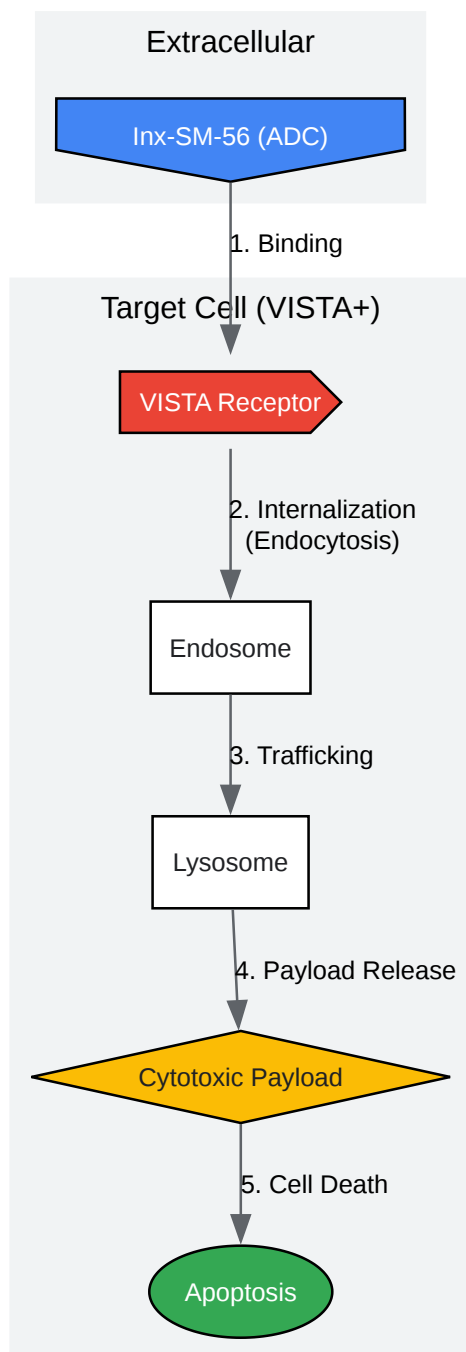 Extracellular
Inx-SM-56 (ADC)
1. Binding
Target Cell (VISTA+)
VISTA Receptor
2. Internalization
(Endocytosis)
Endosome
3. Trafficking
Lysosome
4. Payload Release
Cytotoxic Payload
5. Cell Death
Apoptosis